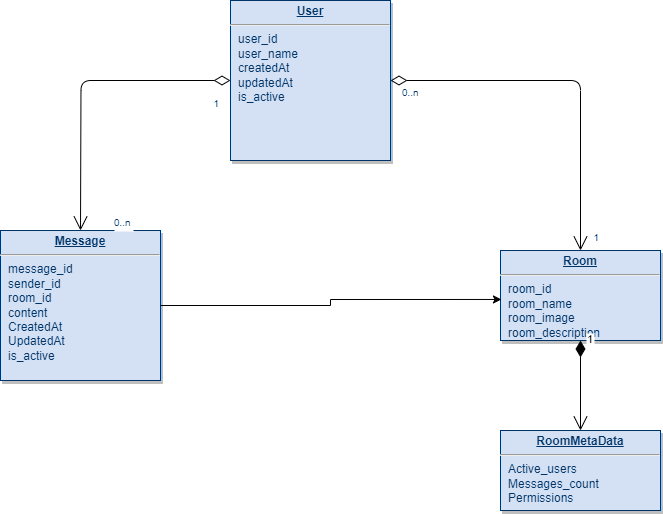 User
user_id
user_name
createdAt
updatedAt
is_active
1
0..n
0..n
1
Message
message_id
sender_id
room_id
content
CreatedAt
UpdatedAt
is_active
Room
room_id
room_name
room_image
room_description
1
RoomMetaData
Active_users
Messages_count
Permissions